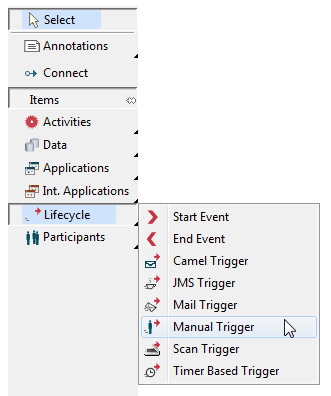 Select
Annotations
Connect
Items
Activities
Data
Applications
Int. Applications
Lifecycle
Participants
Start Event
End Event
Camel Trigger
JMS Trigger
Mail Trigger
Manual Trigger
Scan Trigger
Timer Based Trigger